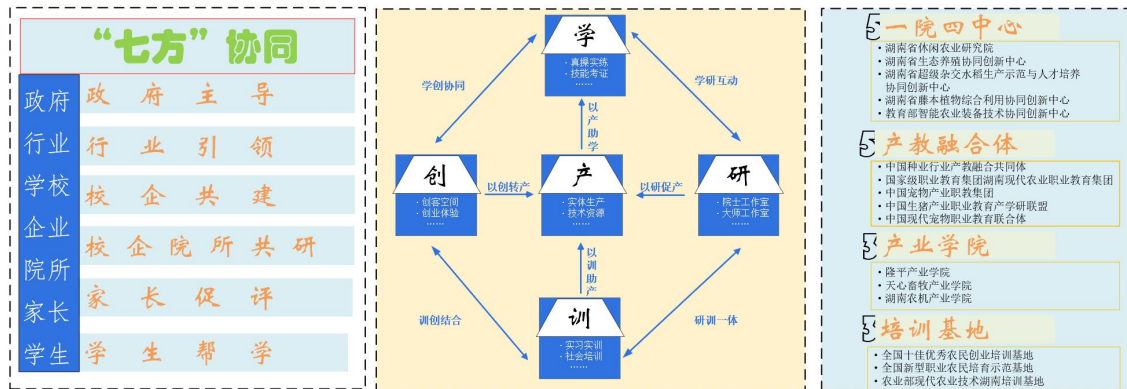 “七方”协同
政府
行业
学校
企业
院所
家长
学生
政府主导
行业引领
校企共建
校企院所共研
家长促评
学生帮学
学
·真操实练
·技能考证
……
学创协同
学研互动
以产助学
创
·创客空间
·创业体验
……
以创转产
产
·实体生产
·技术资源
……
以研促产
研
·院士工作室
·大师工作室
……
以训助产
训创结合
研训一体
训
·实习实训
·社会培训
……
一院四中心
•湖南省休闲农业研究院
•湖南省生态养殖协同创新中心
•湖南省超级杂交水稻生产示范与人才培养
协同创新中心
•湖南省藤本植物综合利用协同创新中心
•教育部智能农业装备技术协同创新中心
产教融合体
•中国种业行业产教融合共同体
•国家级职业教育集团湖南现代农业职业教育集团
•中国宠物产业职教集团
•中国生猪产业职业教育产学研联盟
•中国现代宠物职业教育联合体
产业学院
•隆平产业学院
•天心畜牧产业学院
•湖南农机产业学院
培训基地
•全国十佳优秀农民创业培训基地
•全国新型职业农民培育示范基地
•农业部现代农业技术湖南培训基地